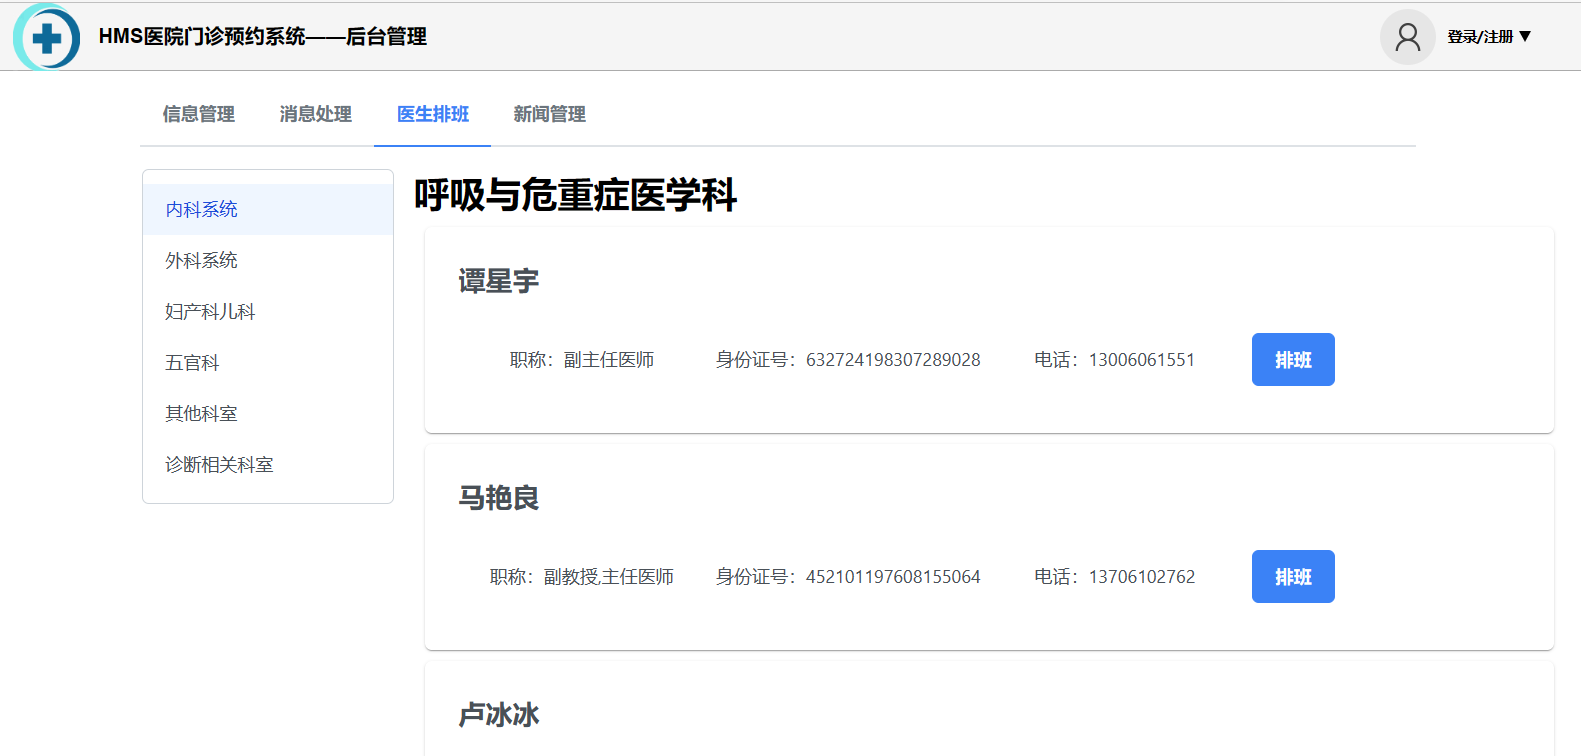 HMS医院门诊预约系统——后台管理
登录/注册 ▼
信息管理 消息处理 医生排班 新闻管理
内科系统
外科系统
妇产科儿科
五官科
其他科室
诊断相关科室
呼吸与危重症医学科
谭星宇
职称：副主任医师 身份证号：632724198307289028 电话：13006061551 排班
马艳良
职称：副教授,主任医师 身份证号：452101197608155064 电话：13706102762 排班
卢冰冰